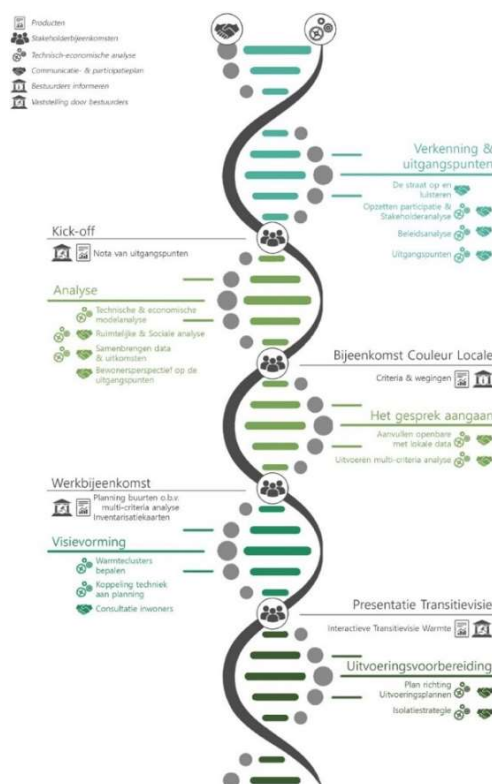 Producten
Stakeholderbijeenkomsten
Technisch-economische analyse
Communicatie- & participatieplan
Bestuurders informeren
Vaststelling door bestuurders
Verkenning &
uitgangspunten
De straat op en
luisteren
Opzetten participatie &
Stakeholderanalyse
Beleidsanalyse
Uitgangspunten
Kick-off
Nota van uitgangspunten
Analyse
Technische & economische
modelanalyse
Ruimtelijke & Sociale analyse
Samenbrengen data
& uitkomsten
Bewonersperspectief op de
uitgangspunten
Bijeenkomst Couleur Locale
Criteria & wegingen
Het gesprek aangaan
Aanvullen openbare
met lokale data
Uitvoeren multi-criteria analyse
Werkbijeenkomst
Planning buurten o.b.v.
multi-criteria analyse
Inventarisatiekaarten
Visievorming
Warmteclusters
bepalen
Koppeling techniek
aan planning
Consultatie inwoners
Presentatie Transitievisie
Interactieve Transitievisie Warmte
Uitvoeringsvoorbereiding
Plan richting
Uitvoeringsplannen
Isolatiestrategie